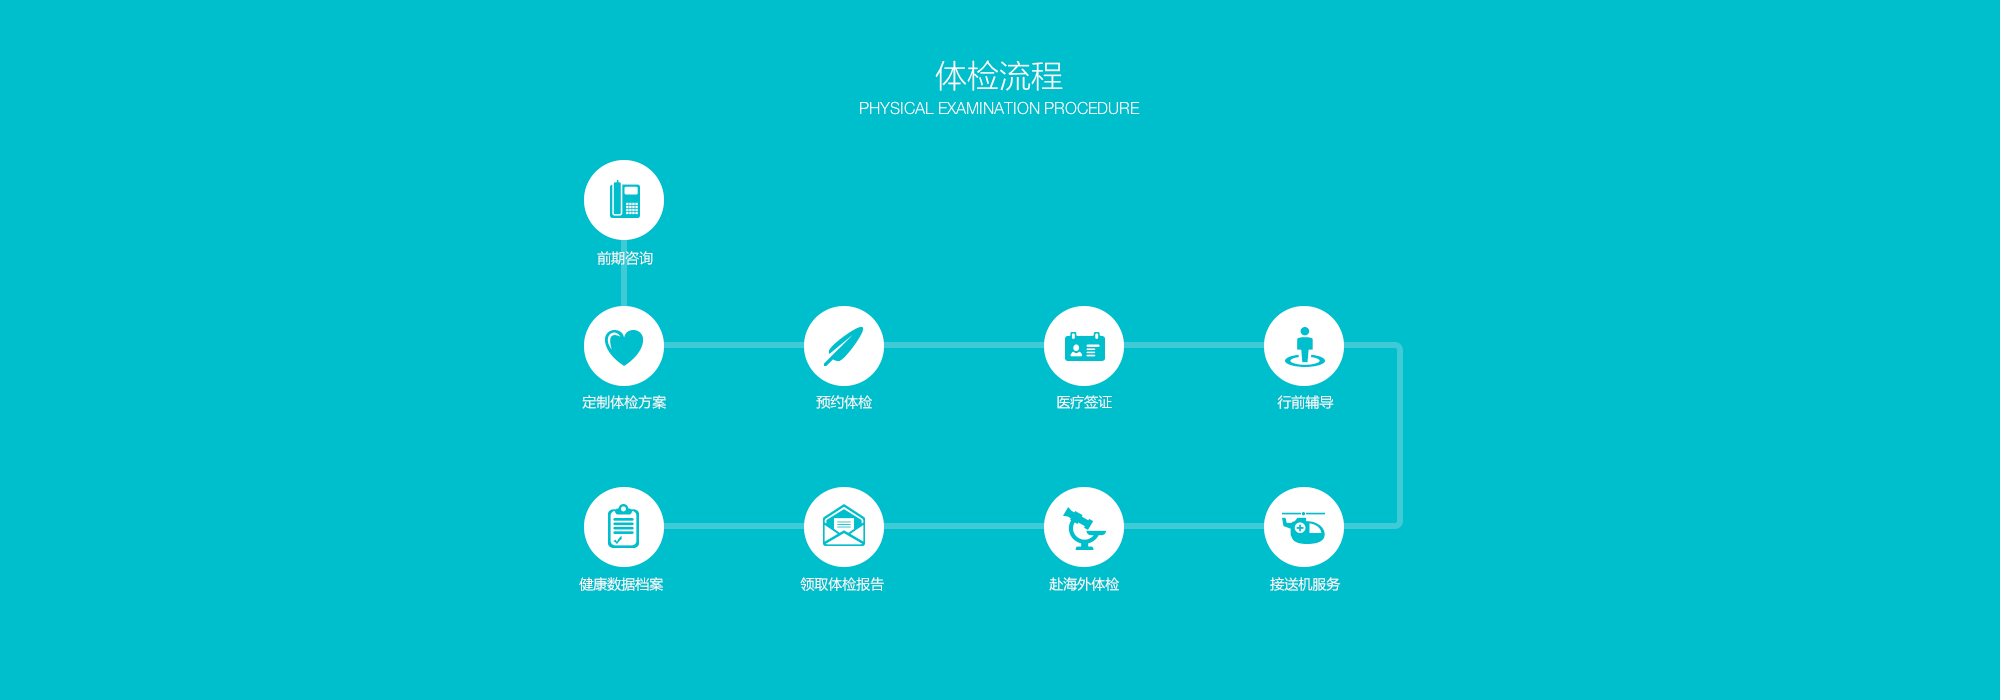 体检流程
PHYSICAL EXAMINATION PROCEDURE
前期咨询
定制体检方案
预约体检
医疗签证
行前辅导
健康数据档案
领取体检报告
赴海外体检
接送机服务